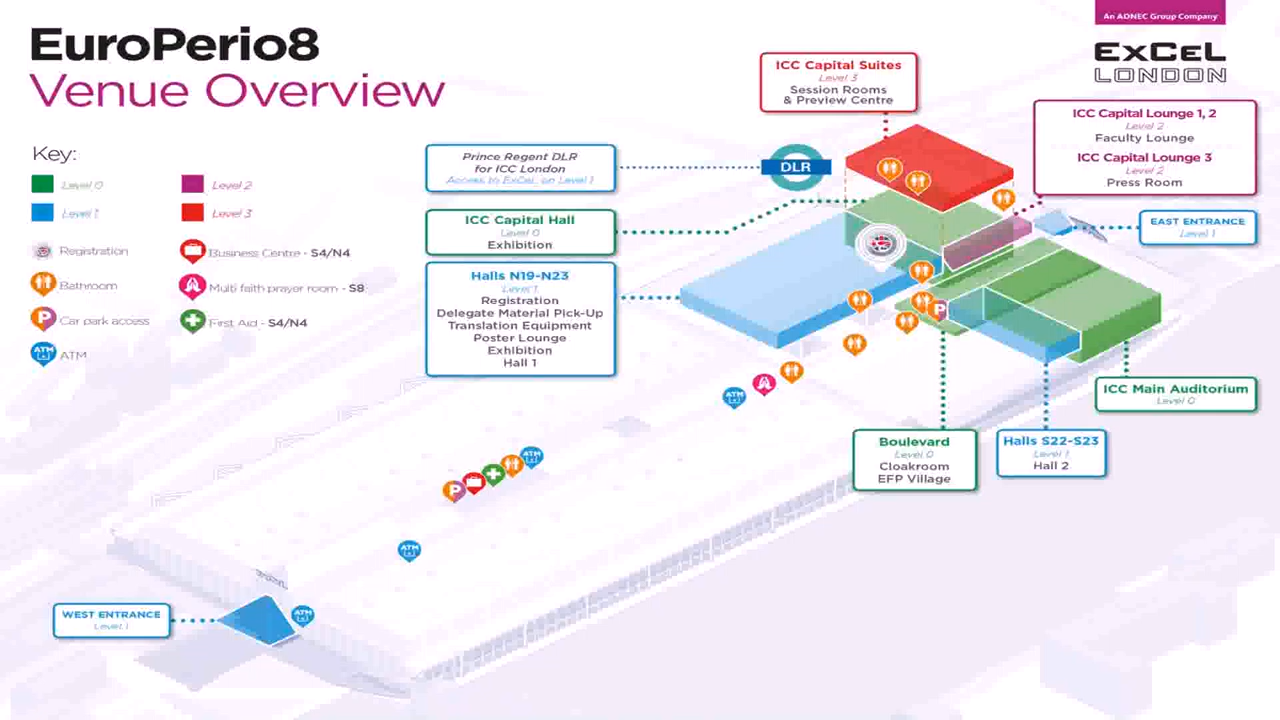 EuroPerio8
Venue Overview
An ADNEC Group Company
EXCEL
LONDON
Key:
Level 0
Level 2
Level 1
Level 3
Registration
Business Centre - S4/N4
Bathroom
Multi faith prayer room - S8
Car park access
First Aid - S4/N4
ATM
ICC Capital Suites
Level 3
Session Rooms
& Preview Centre
ICC Capital Lounge 1, 2
Level 2
Faculty Lounge
ICC Capital Lounge 3
Level 2
Press Room
Prince Regent DLR
for ICC London
Access to ExCeL on Level 1
DLR
ICC Capital Hall
Level 0
Exhibition
EAST ENTRANCE
Level 1
Halls N19-N23
Level 1
Registration
Delegate Material Pick-Up
Translation Equipment
Poster Lounge
Exhibition
Hall 1
P
ICC Main Auditorium
Level 0
ATM
Boulevard
Level 0
Cloakroom
EFP Village
Halls S22-S23
Level 1
Hall 2
ATM
P
ATM
WEST ENTRANCE
Level 1
ATM